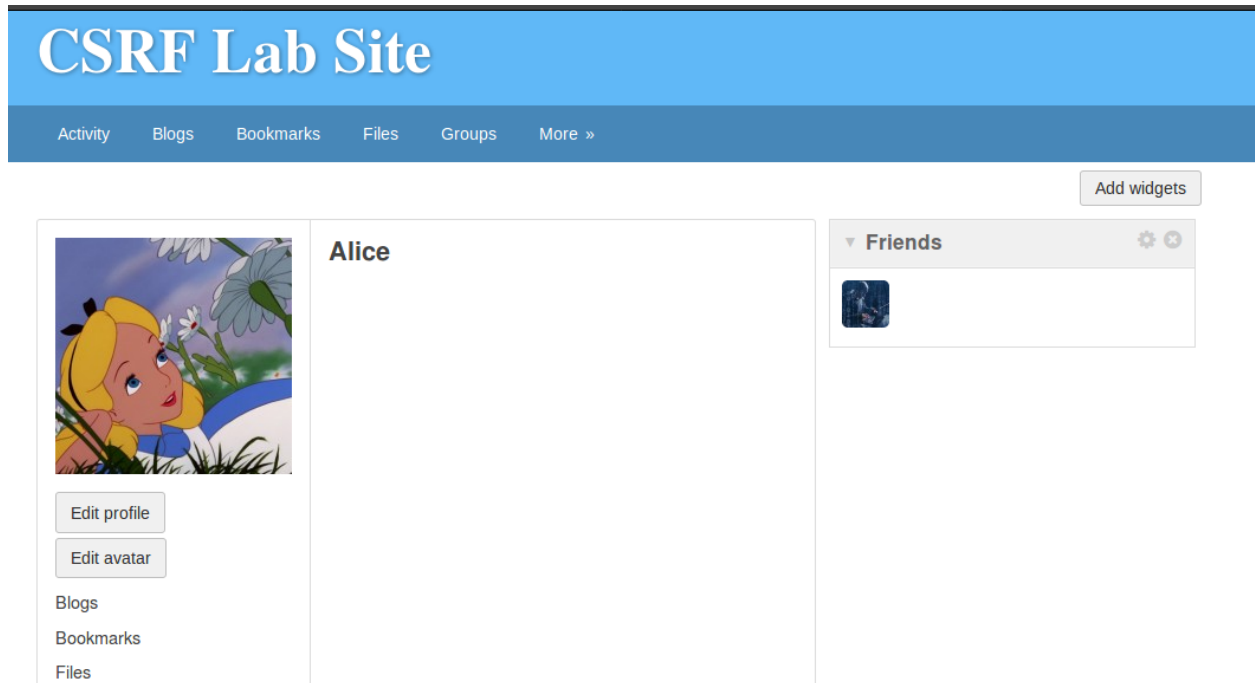 CSRF Lab Site
Activity Blogs Bookmarks Files Groups More »
Add widgets
Alice
Friends
Edit profile
Edit avatar
Blogs
Bookmarks
Files